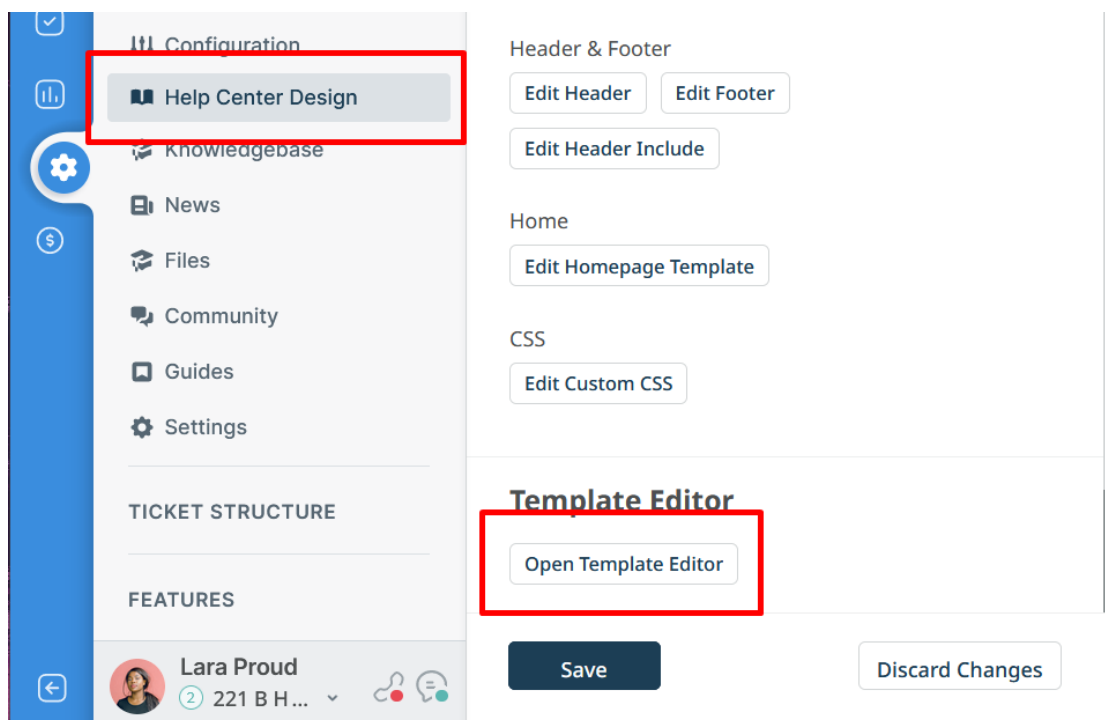 Configuration
Help Center Design
Knowledgebase
News
Files
Community
Guides
Settings
TICKET STRUCTURE
FEATURES
Lara Proud
2 221 B H ...
Header & Footer
Edit Header Edit Footer
Edit Header Include
Home
Edit Homepage Template
CSS
Edit Custom CSS
Template Editor
Open Template Editor
Save Discard Changes